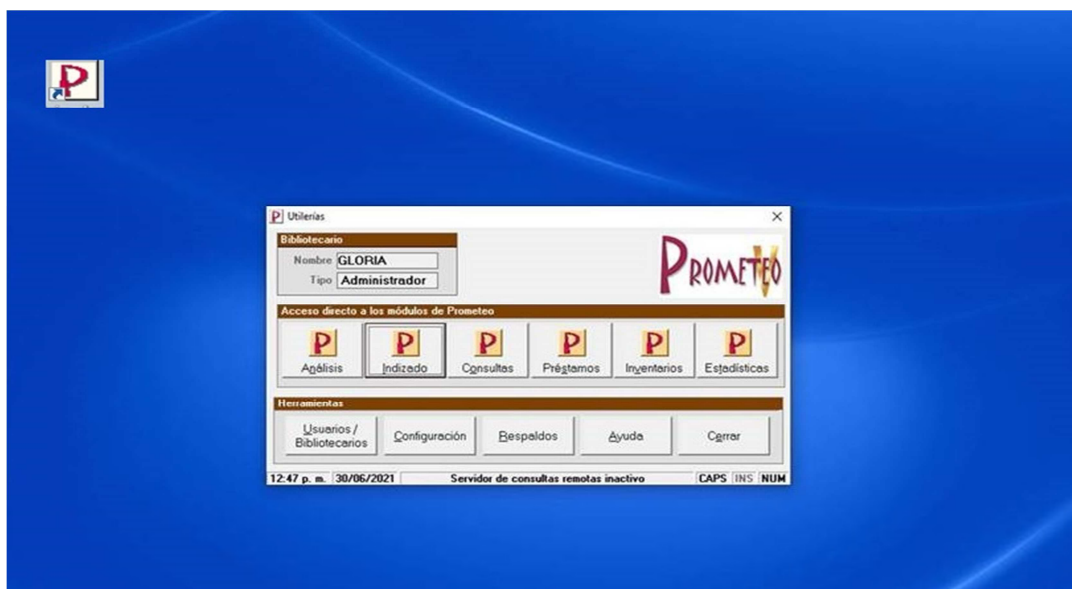 Utilerías
Bibliotecario
Nombre GLORIA
Tipo Administrador
PROMETEO
Acceso directo a los módulos de Prometeo
Análisis Indizado Consultas Préstamos Inventarios Estadísticas
Herramientas
Usuarios / Bibliotecarios Configuración Respaldos Ayuda Cerrar
12:47 p. m. 30/06/2021 Servidor de consultas remotas inactivo CAPS INS NUM